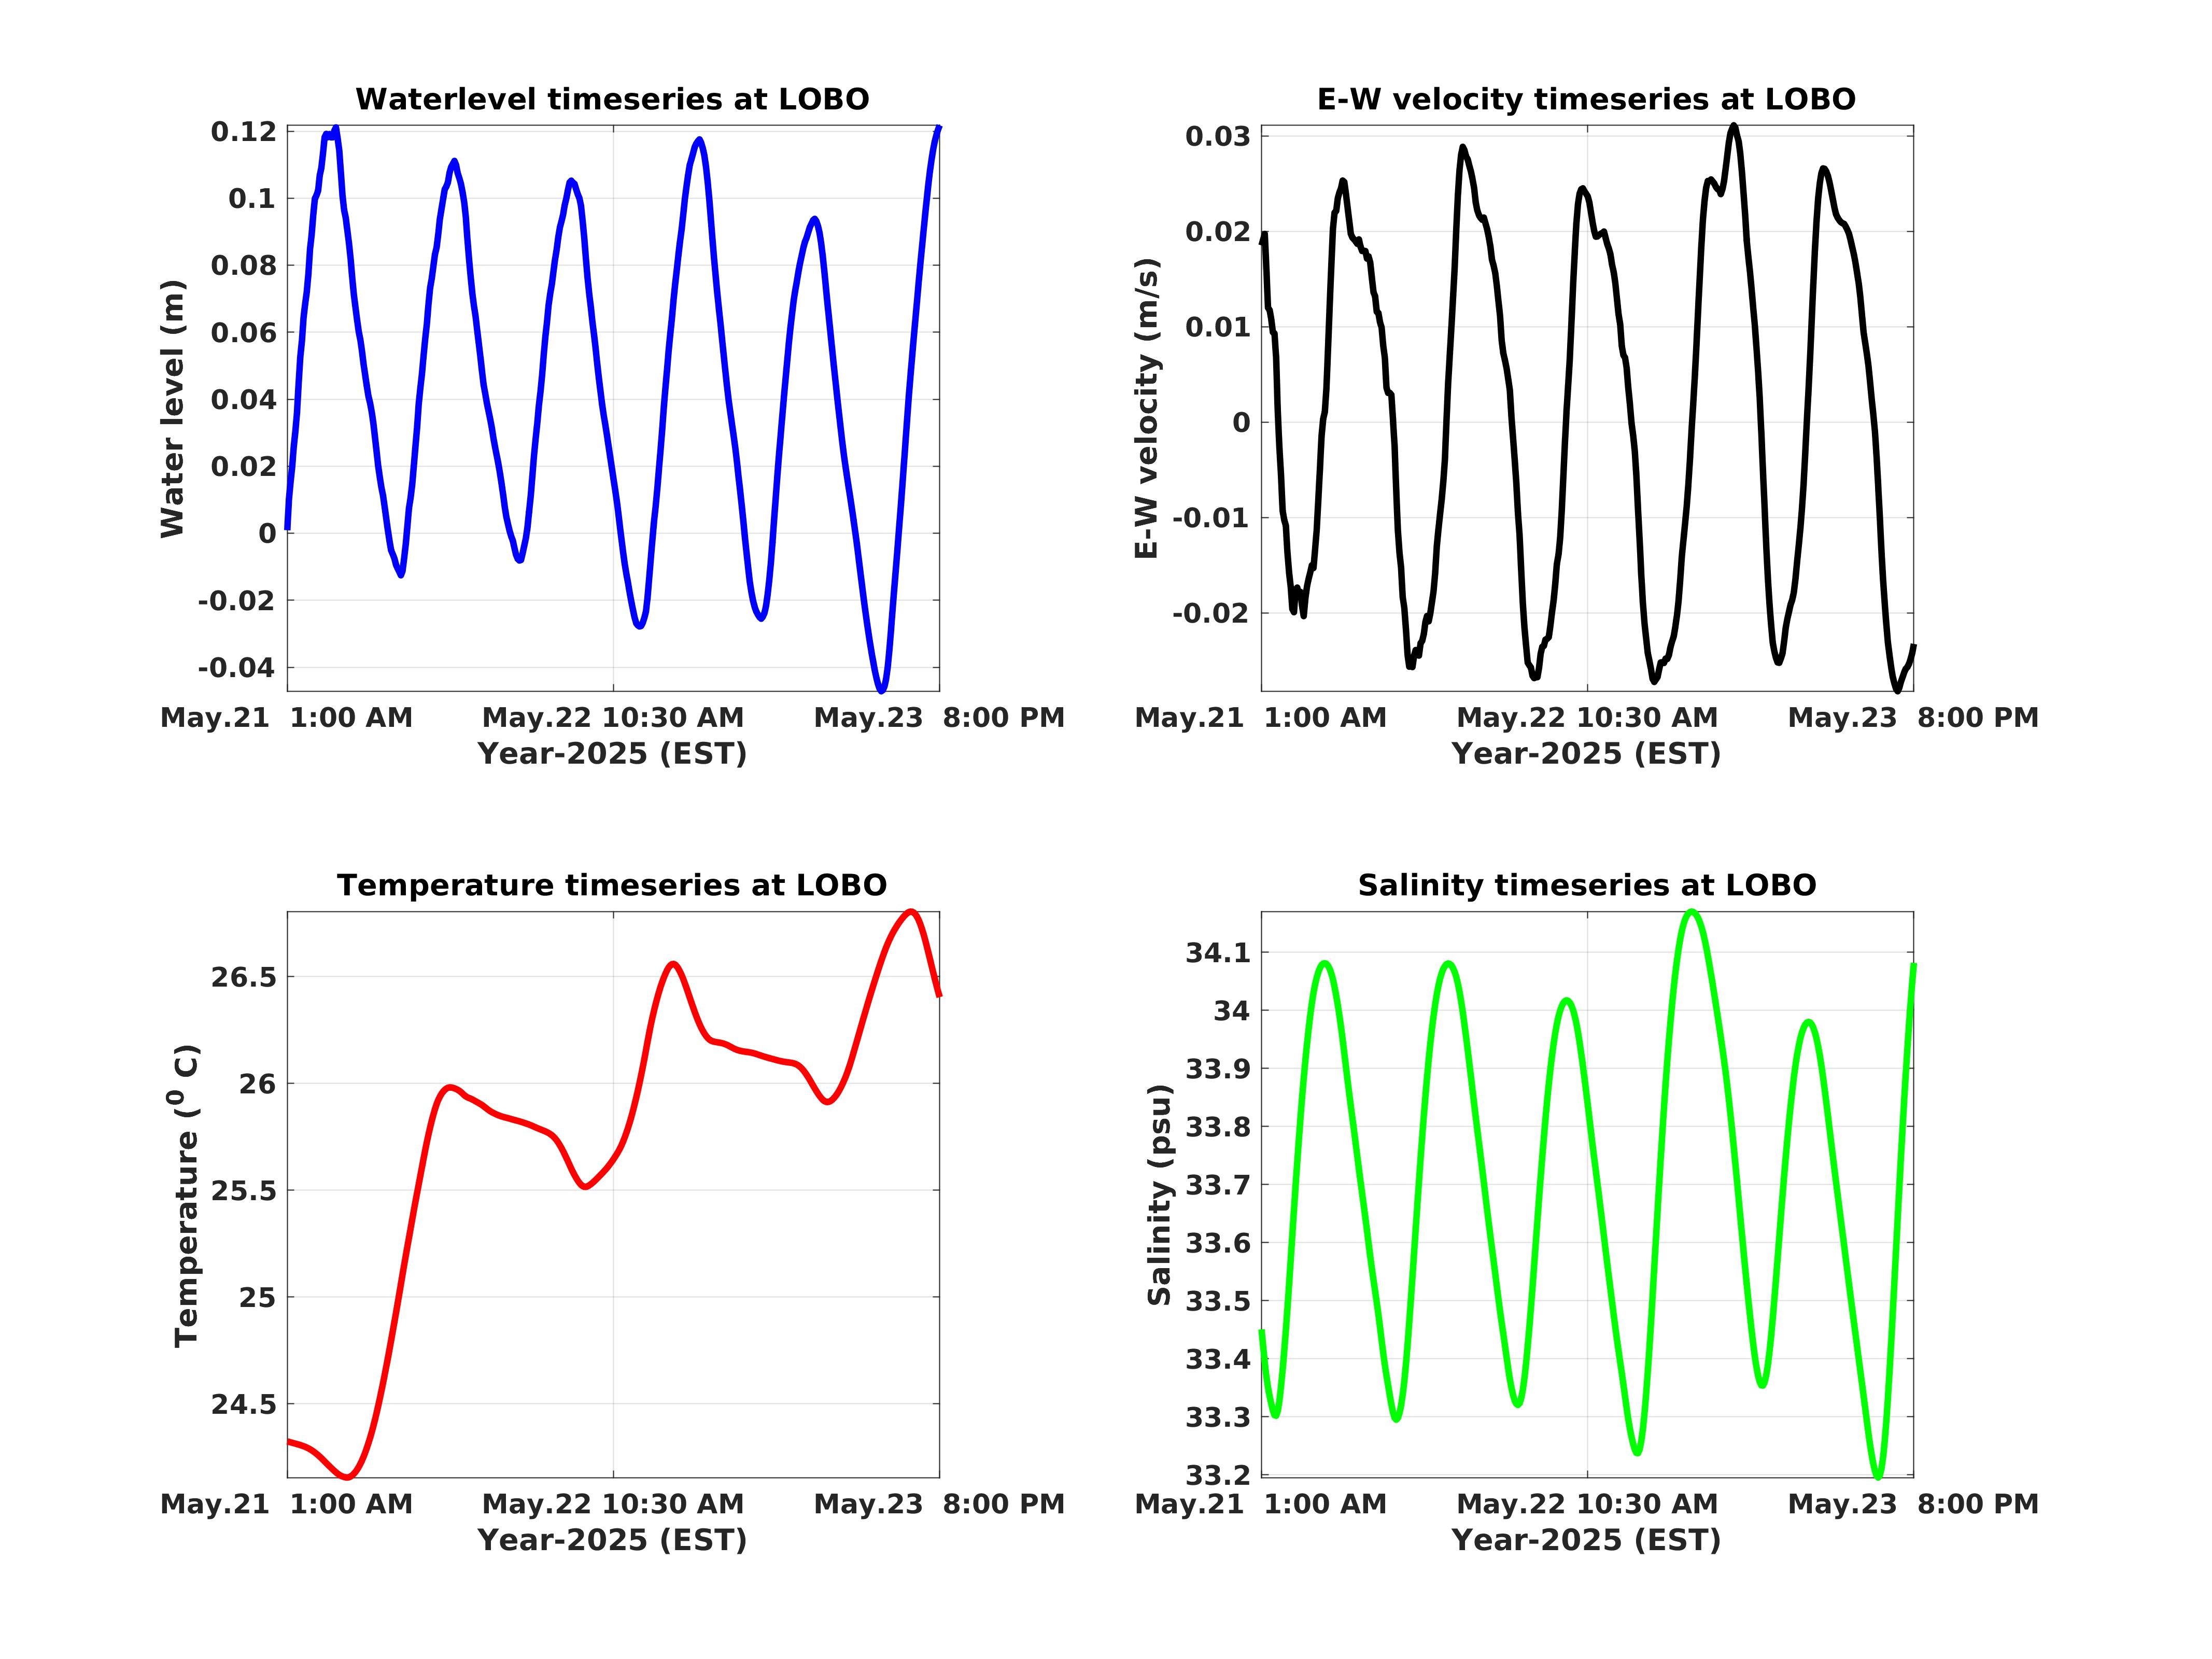 Waterlevel timeseries at LOBO
0.12
0.1
0.08
0.06
0.04
0.02
0
-0.02
-0.04
Water level (m)
May.21 1:00 AM
May.22 10:30 AM
May.23 8:00 PM
Year-2025 (EST)
E-W velocity timeseries at LOBO
0.03
0.02
0.01
0
-0.01
-0.02
E-W velocity (m/s)
May.21 1:00 AM
May.22 10:30 AM
May.23 8:00 PM
Year-2025 (EST)
Temperature timeseries at LOBO
26.5
26
25.5
25
24.5
Temperature (⁰ C)
May.21 1:00 AM
May.22 10:30 AM
May.23 8:00 PM
Year-2025 (EST)
Salinity timeseries at LOBO
34.1
34
33.9
33.8
33.7
33.6
33.5
33.4
33.3
33.2
Salinity (psu)
May.21 1:00 AM
May.22 10:30 AM
May.23 8:00 PM
Year-2025 (EST)